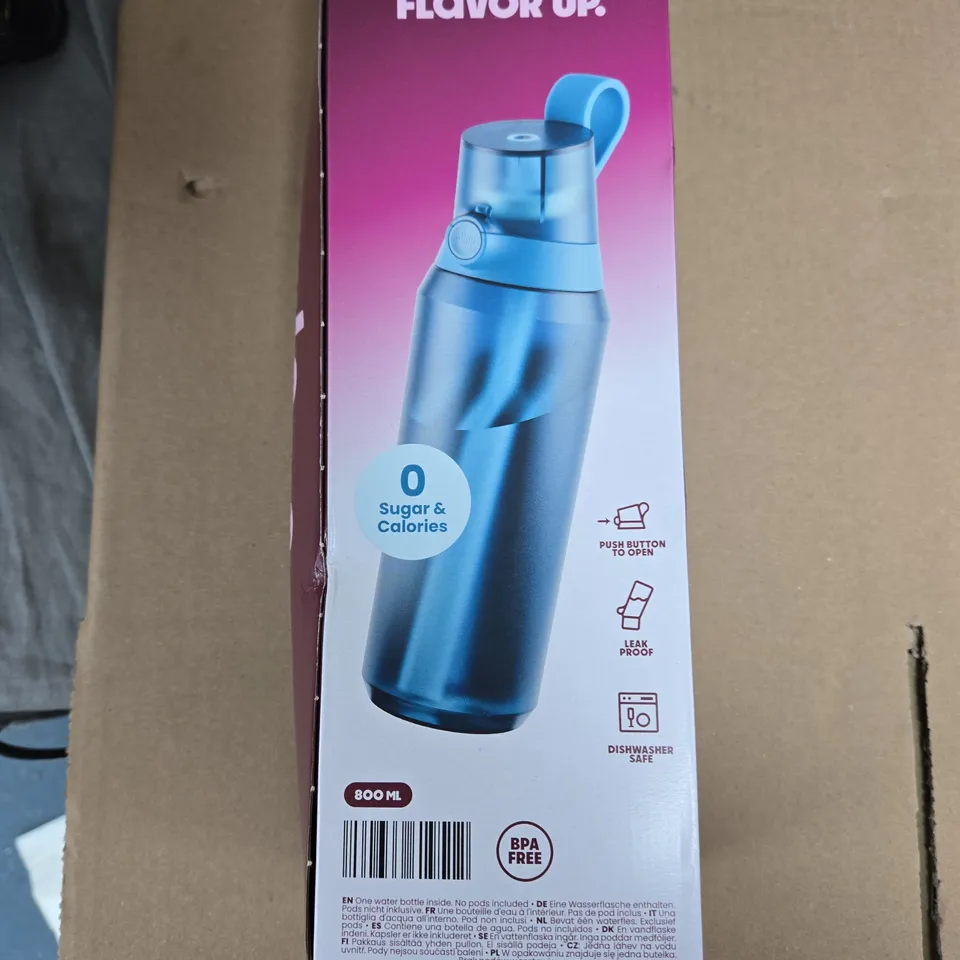 FLavor UP.
0
Sugar &
Calories
PUSH BUTTON
TO OPEN
LEAK
PROOF
DISHWASHER
SAFE
800 ML
BPA
FREE
EN One water bottle inside. No pods included • DE Eine Wasserflasche enthalten.
Pods nicht inklusive. FR Une bouteille d'eau à l'intérieur. Pas de pod inclus • IT Una
bottiglia d'acqua all'interno. Pod non inclusi • NL Bevat één waterfles. Exclusief
pods • ES Contiene una botella de agua. Pods no incluidos • DK En vandflaske
indeni. Kapsler er ikke inkluderet • SE En vattenflaska ingår. Inga poddar medföljer.
FI Pakkaus sisältää yhden pullon. Ei sisällä podeja • CZ Jedna láhev na vodu
uvnitř. Pody nejsou součástí balení • PL W opakowaniu znajduje się jedna butelka.